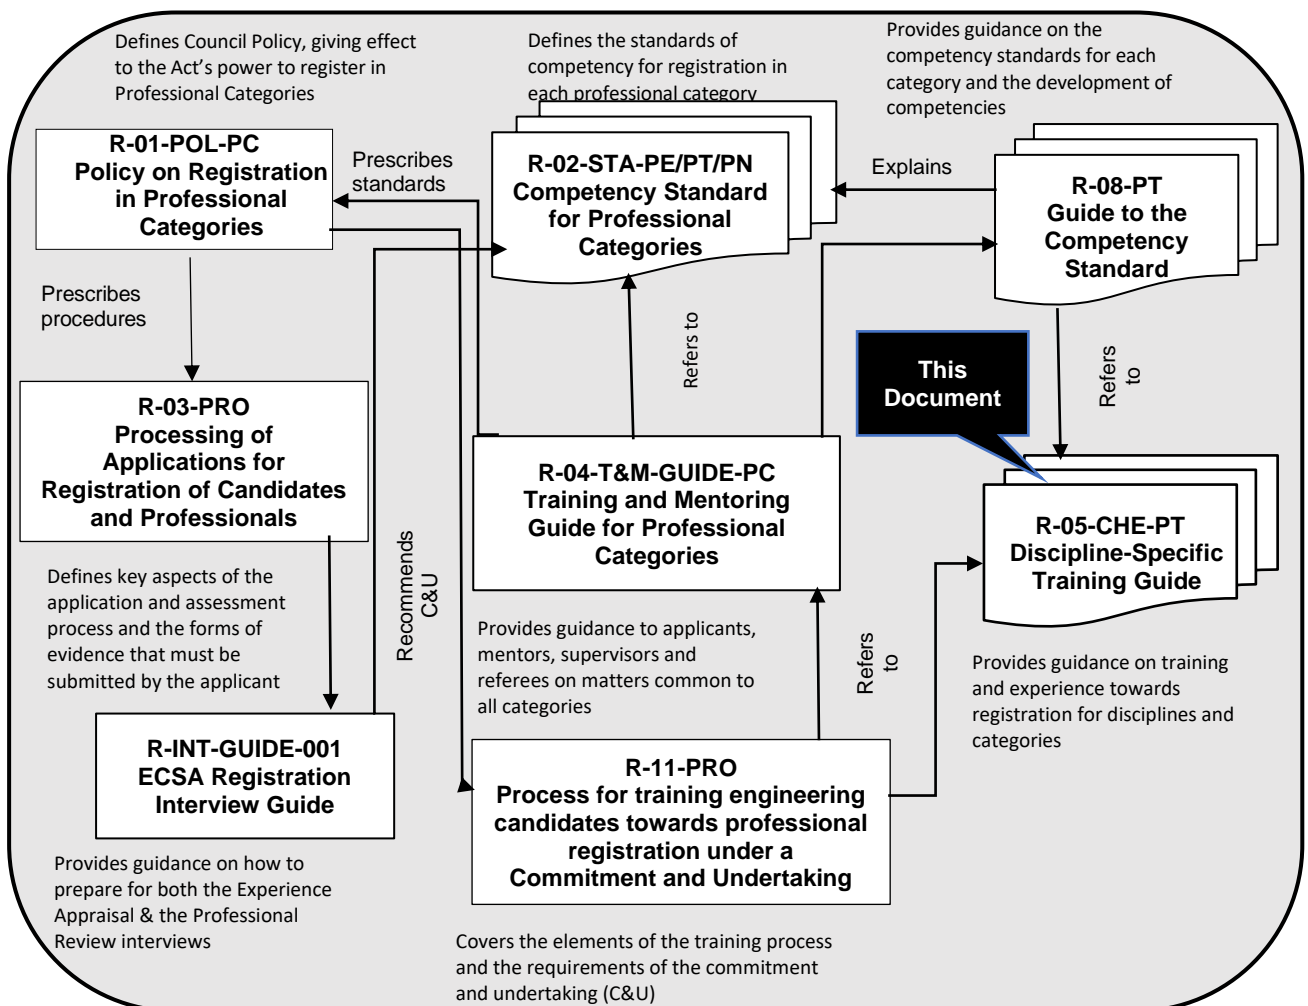 Defines Council Policy, giving effect
to the Act's power to register in
Professional Categories
Defines the standards of
competency for registration in
each professional category
Provides guidance on the
competency standards for each
category and the development of
competencies
R-01-POL-PC
Policy on Registration
in Professional
Categories
Prescribes
standards
R-02-STA-PE/PT/PN
Competency Standard
for Professional
Categories
Explains
R-08-PT
Guide to the
Competency
Standard
Prescribes
procedures
Refers to
This
Document
Refers
to
R-03-PRO
Processing of
Applications for
Registration of Candidates
and Professionals
R-04-T&M-GUIDE-PC
Training and Mentoring
Guide for Professional
Categories
R-05-CHE-PT
Discipline-Specific
Training Guide
Defines key aspects of the
application and assessment
process and the forms of
evidence that must be
submitted by the applicant
Recommends
C&U
Provides guidance to applicants,
mentors, supervisors and
referees on matters common to
all categories
Refers
to
Provides guidance on training
and experience towards
registration for disciplines and
categories
R-INT-GUIDE-001
ECSA Registration
Interview Guide
R-11-PRO
Process for training engineering
candidates towards professional
registration under a
Commitment and Undertaking
Provides guidance on how to
prepare for both the Experience
Appraisal & the Professional
Review interviews
Covers the elements of the training process
and the requirements of the commitment
and undertaking (C&U)